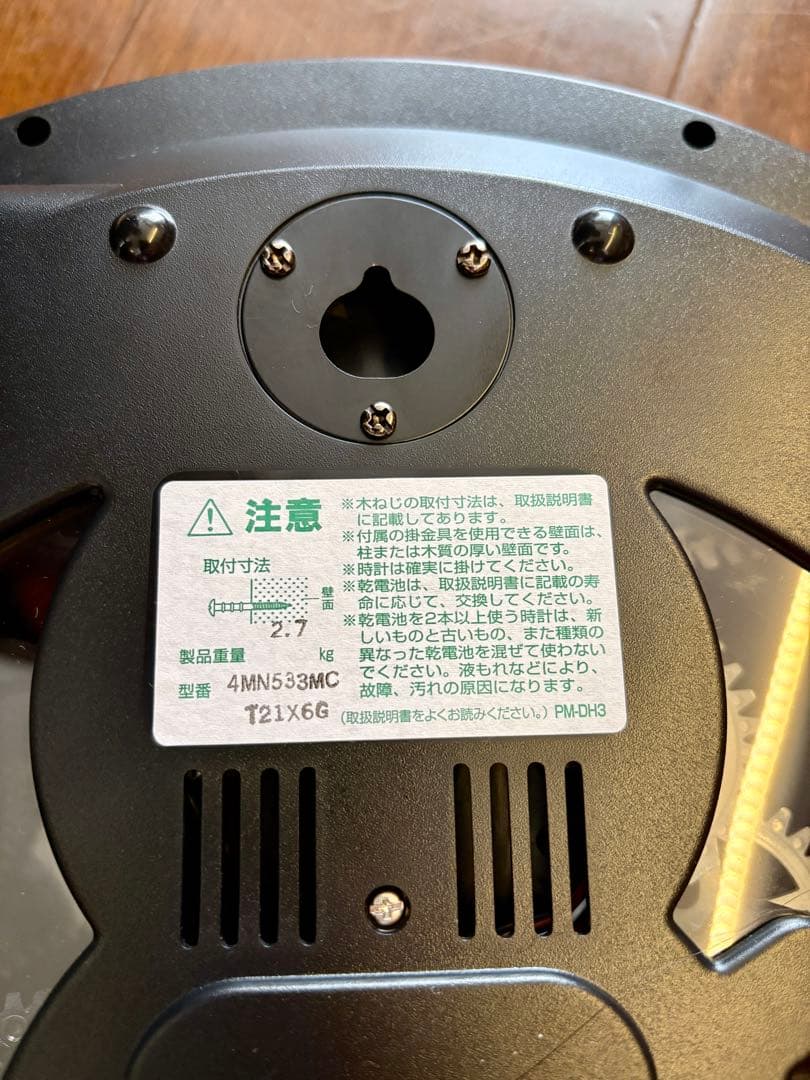 注意
取付寸法
壁面
2.7
製品重量 kg
型番 4MN533MC
T21X6G
※木ねじの取付寸法は、取扱説明書
に記載してあります。
※付属の掛金具を使用できる壁面は、
柱または木質の厚い壁面です。
※時計は確実に掛けてください。
※乾電池は、取扱説明書に記載の寿
命に応じて、交換してください。
※乾電池を2本以上使う時計は、新
しいものと古いもの、また種類の
異なった乾電池を混ぜて使わない
でください。液もれなどにより、
故障、汚れの原因になります。
(取扱説明書をよくお読みください。) PM-DH3